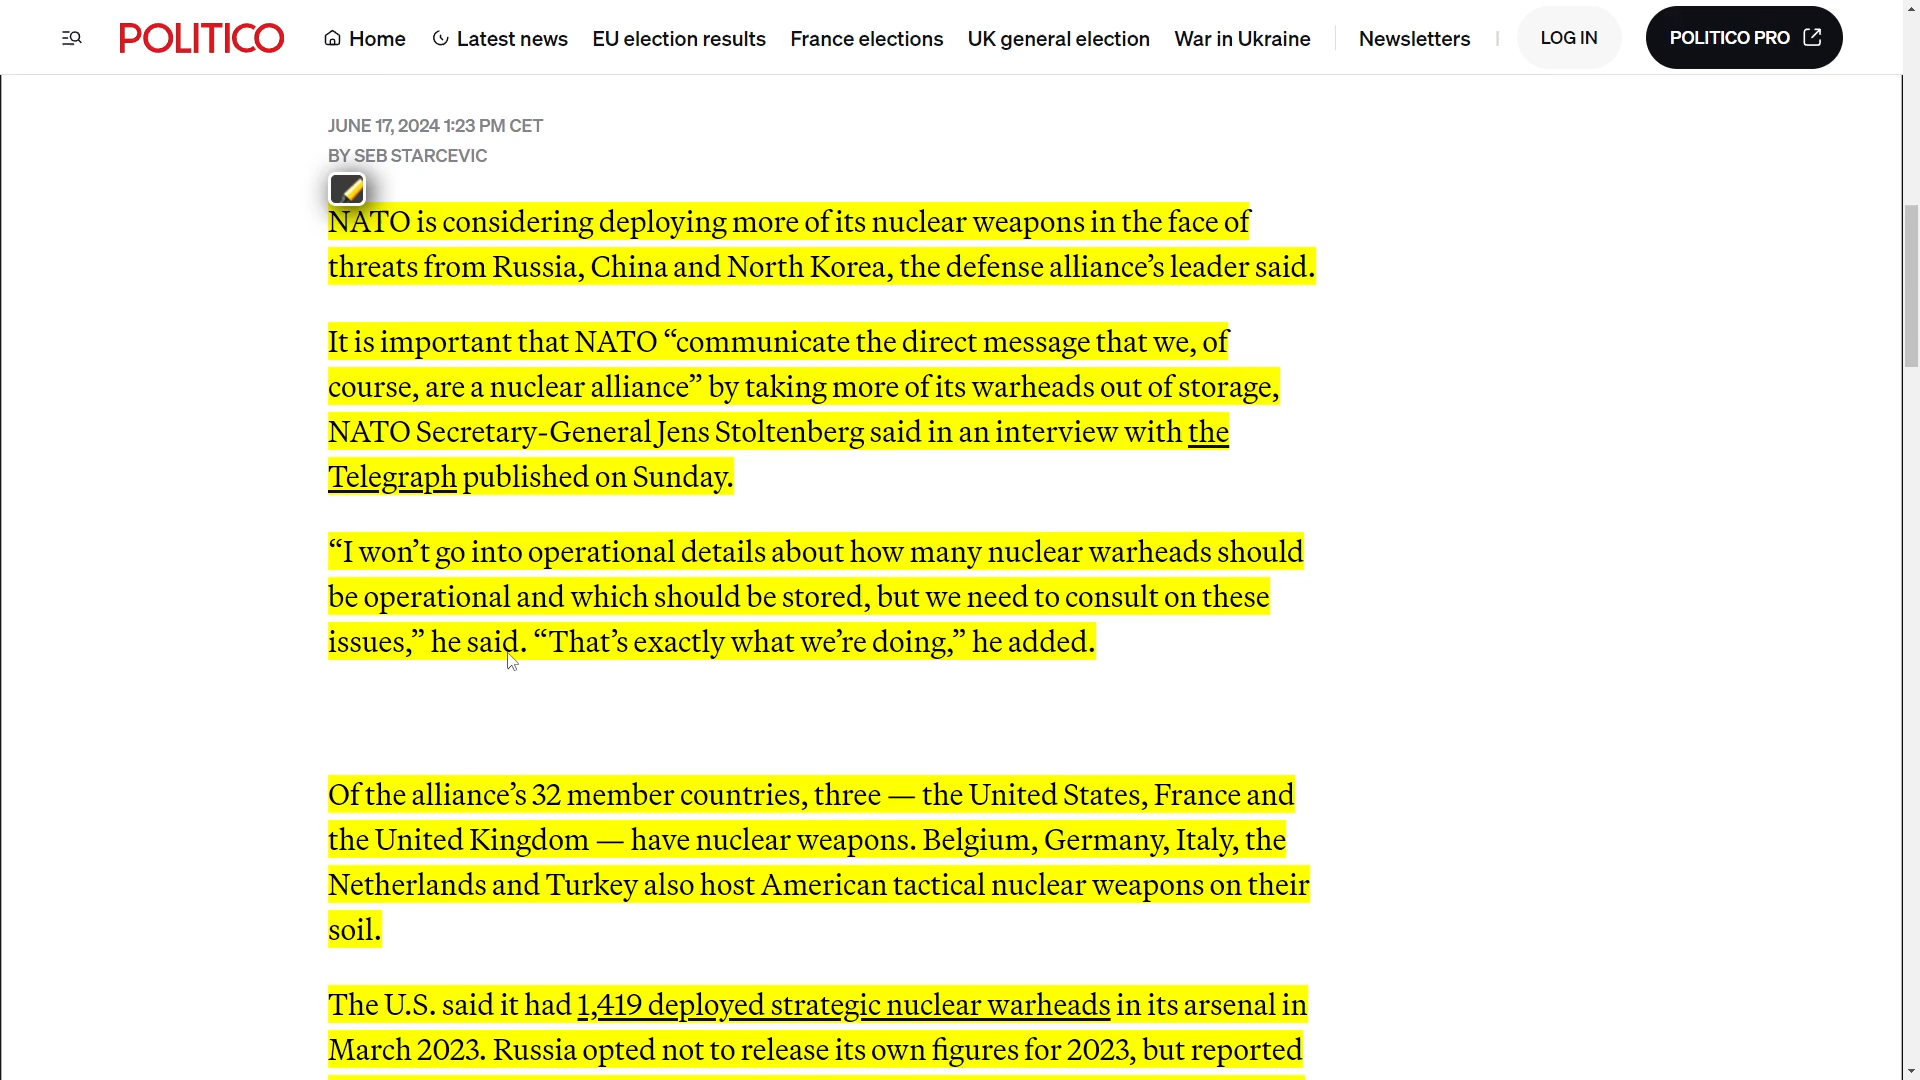 POLITICO
Home
Latest news
EU election results
France elections
UK general election
War in Ukraine
Newsletters
LOG IN
POLITICO PRO
JUNE 17, 2024 1:23 PM CET
BY SEB STARCEVIC
NATO is considering deploying more of its nuclear weapons in the face of
threats from Russia, China and North Korea, the defense alliance’s leader said.
It is important that NATO “communicate the direct message that we, of
course, are a nuclear alliance” by taking more of its warheads out of storage,
NATO Secretary-General Jens Stoltenberg said in an interview with the
Telegraph published on Sunday.
“I won’t go into operational details about how many nuclear warheads should
be operational and which should be stored, but we need to consult on these
issues,” he said. “That’s exactly what we’re doing,” he added.
Of the alliance’s 32 member countries, three — the United States, France and
the United Kingdom — have nuclear weapons. Belgium, Germany, Italy, the
Netherlands and Turkey also host American tactical nuclear weapons on their
soil.
The U.S. said it had 1,419 deployed strategic nuclear warheads in its arsenal in
March 2023. Russia opted not to release its own figures for 2023, but reported